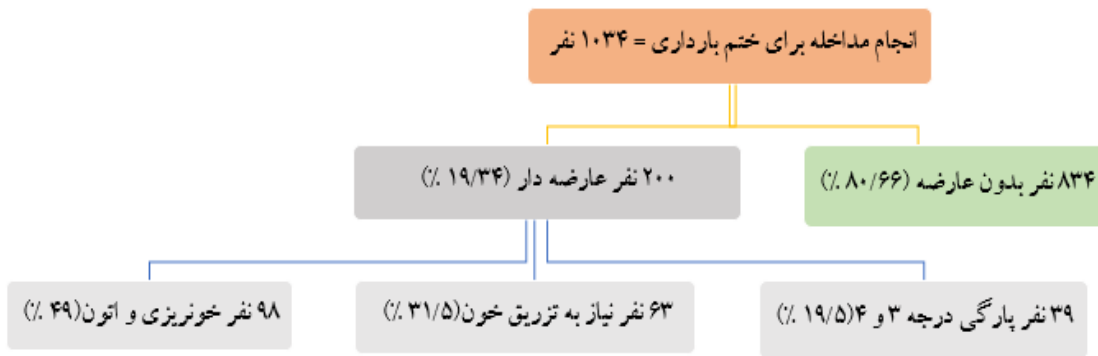 انجام مداخله برای ختم بارداری = ۱۰۳۴ نفر
۸۳۴ نفر بدون عارضه (۸۰/۶۶ ٪)
۲۰۰ نفر عارضه دار (۱۹/۳۴ ٪)
۳۹ نفر پارگی درجه ۳ و ۴(۱۹/۵ ٪)
۶۳ نفر نیاز به تزریق خون(۳۱/۵ ٪)
۹۸ نفر خونریزی و اتون(۴۹ ٪)